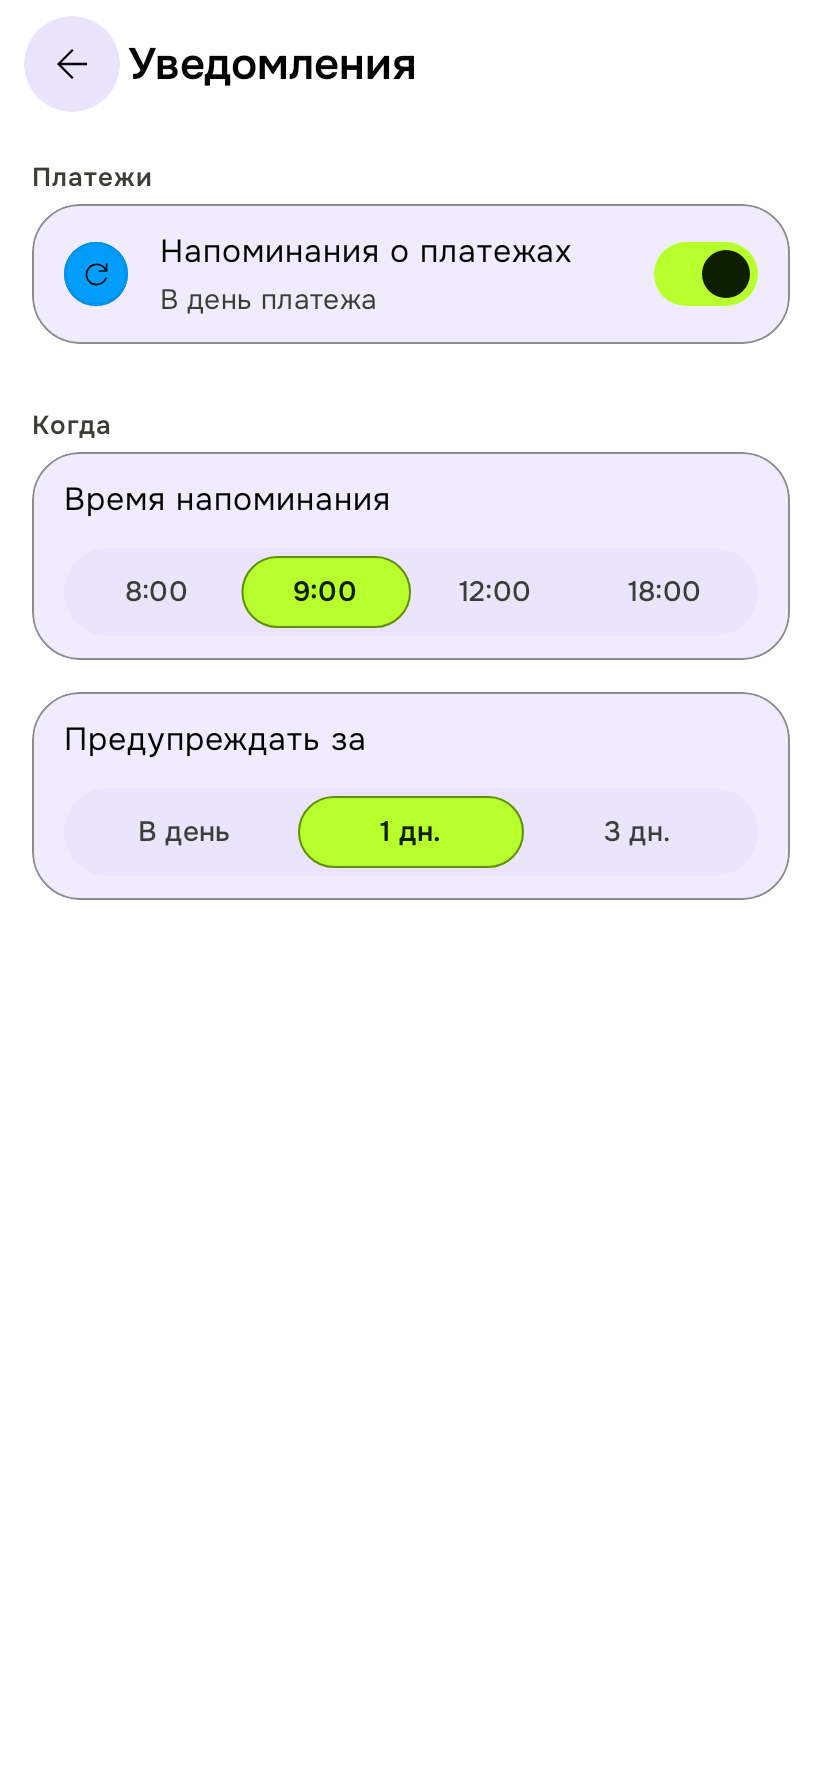 Уведомления
Платежи
Напоминания о платежах
В день платежа
Когда
Время напоминания
8:00 9:00 12:00 18:00
Предупреждать за
В день 1 дн. 3 дн.